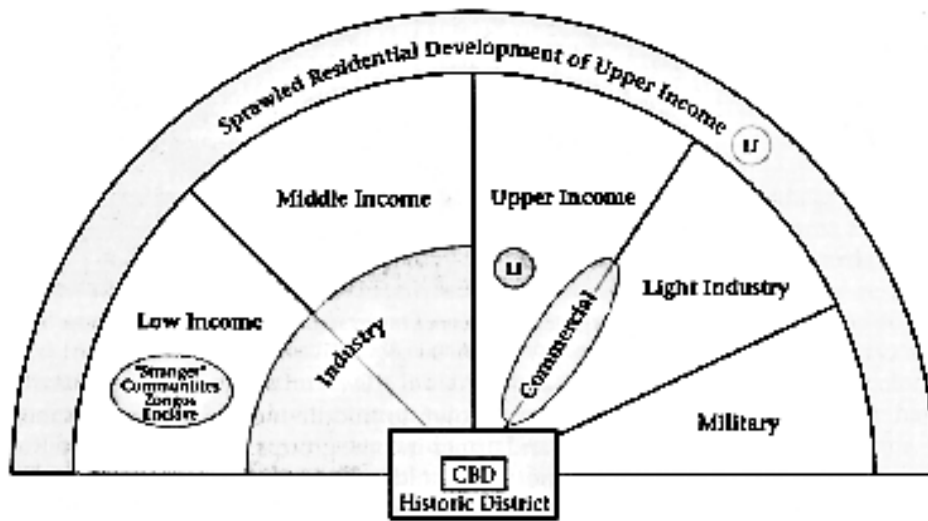 Sprawled Residential Development of Upper Income
LI
Middle Income
Upper Income
LI
Light Industry
Commercial
Low Income
Industry
"Stranger"
Communities
Zongos
Enclave
Military
CBD
Historic District